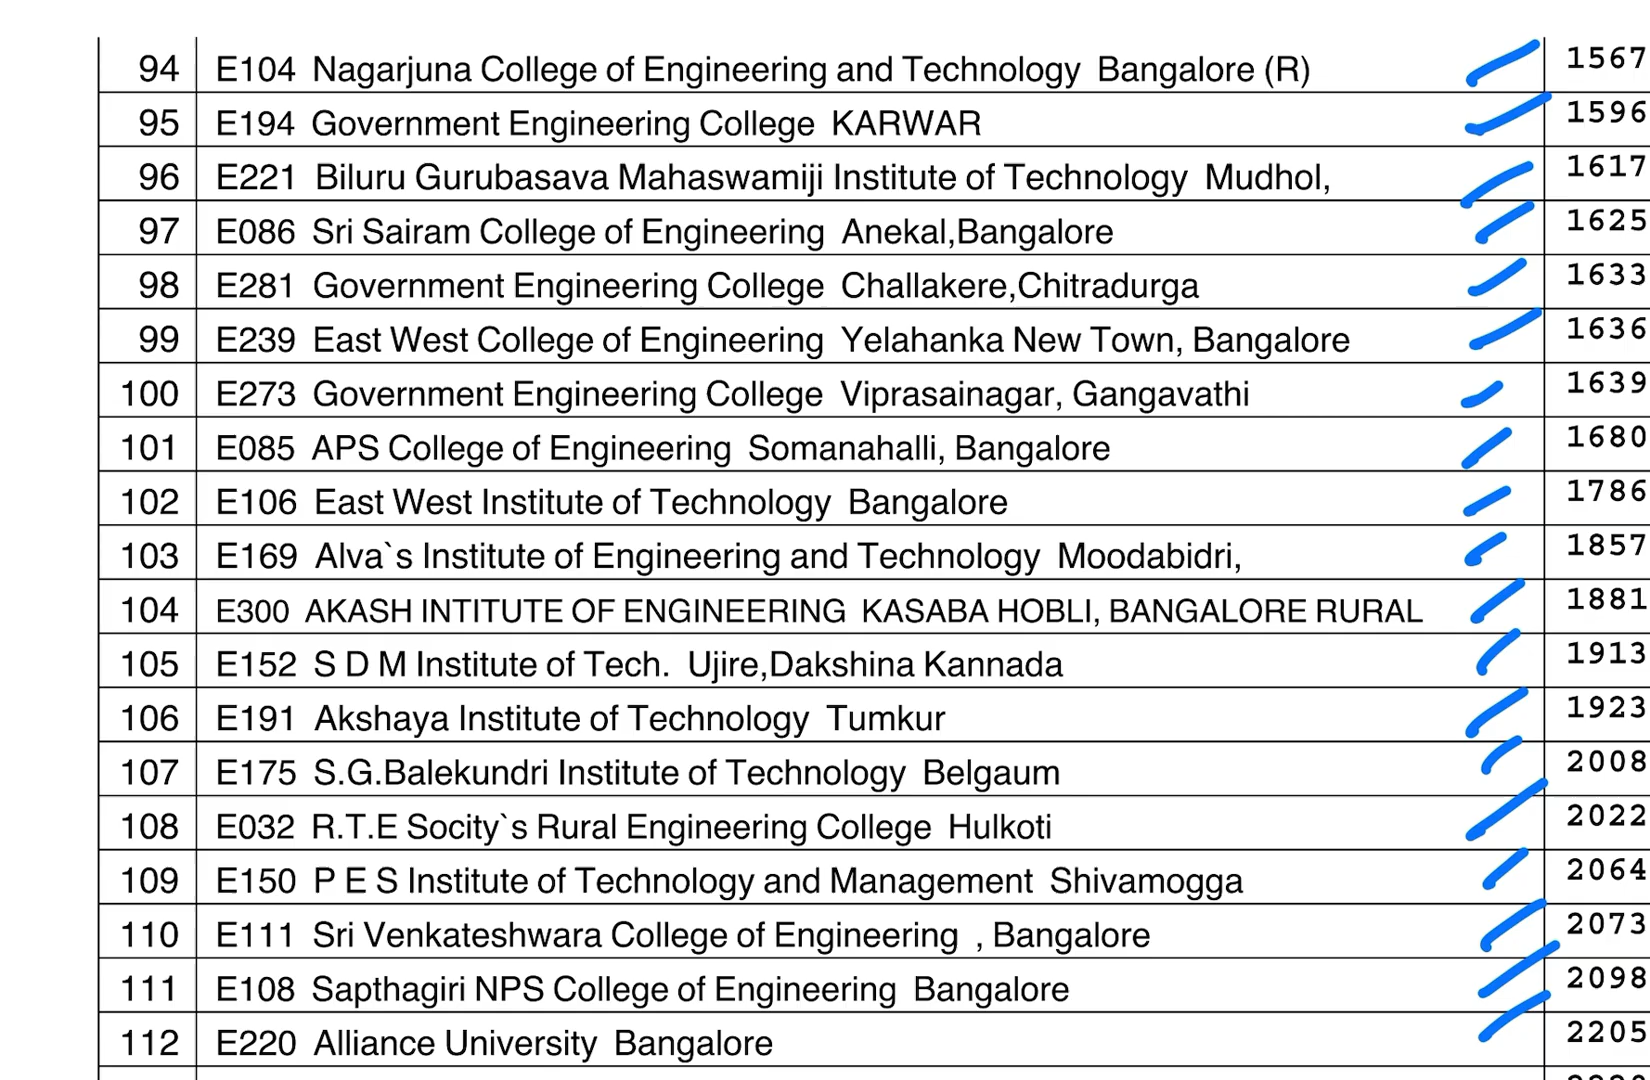 94 E104 Nagarjuna College of Engineering and Technology Bangalore (R) 1567
95 E194 Government Engineering College KARWAR 1596
96 E221 Biluru Gurubasava Mahaswamiji Institute of Technology Mudhol, 1617
97 E086 Sri Sairam College of Engineering Anekal,Bangalore 1625
98 E281 Government Engineering College Challakere,Chitradurga 1633
99 E239 East West College of Engineering Yelahanka New Town, Bangalore 1636
100 E273 Government Engineering College Viprasainagar, Gangavathi 1639
101 E085 APS College of Engineering Somanahalli, Bangalore 1680
102 E106 East West Institute of Technology Bangalore 1786
103 E169 Alva`s Institute of Engineering and Technology Moodabidri, 1857
104 E300 AKASH INTITUTE OF ENGINEERING KASABA HOBLI, BANGALORE RURAL 1881
105 E152 S D M Institute of Tech. Ujire,Dakshina Kannada 1913
106 E191 Akshaya Institute of Technology Tumkur 1923
107 E175 S.G.Balekundri Institute of Technology Belgaum 2008
108 E032 R.T.E Socity`s Rural Engineering College Hulkoti 2022
109 E150 P E S Institute of Technology and Management Shivamogga 2064
110 E111 Sri Venkateshwara College of Engineering , Bangalore 2073
111 E108 Sapthagiri NPS College of Engineering Bangalore 2098
112 E220 Alliance University Bangalore 2205